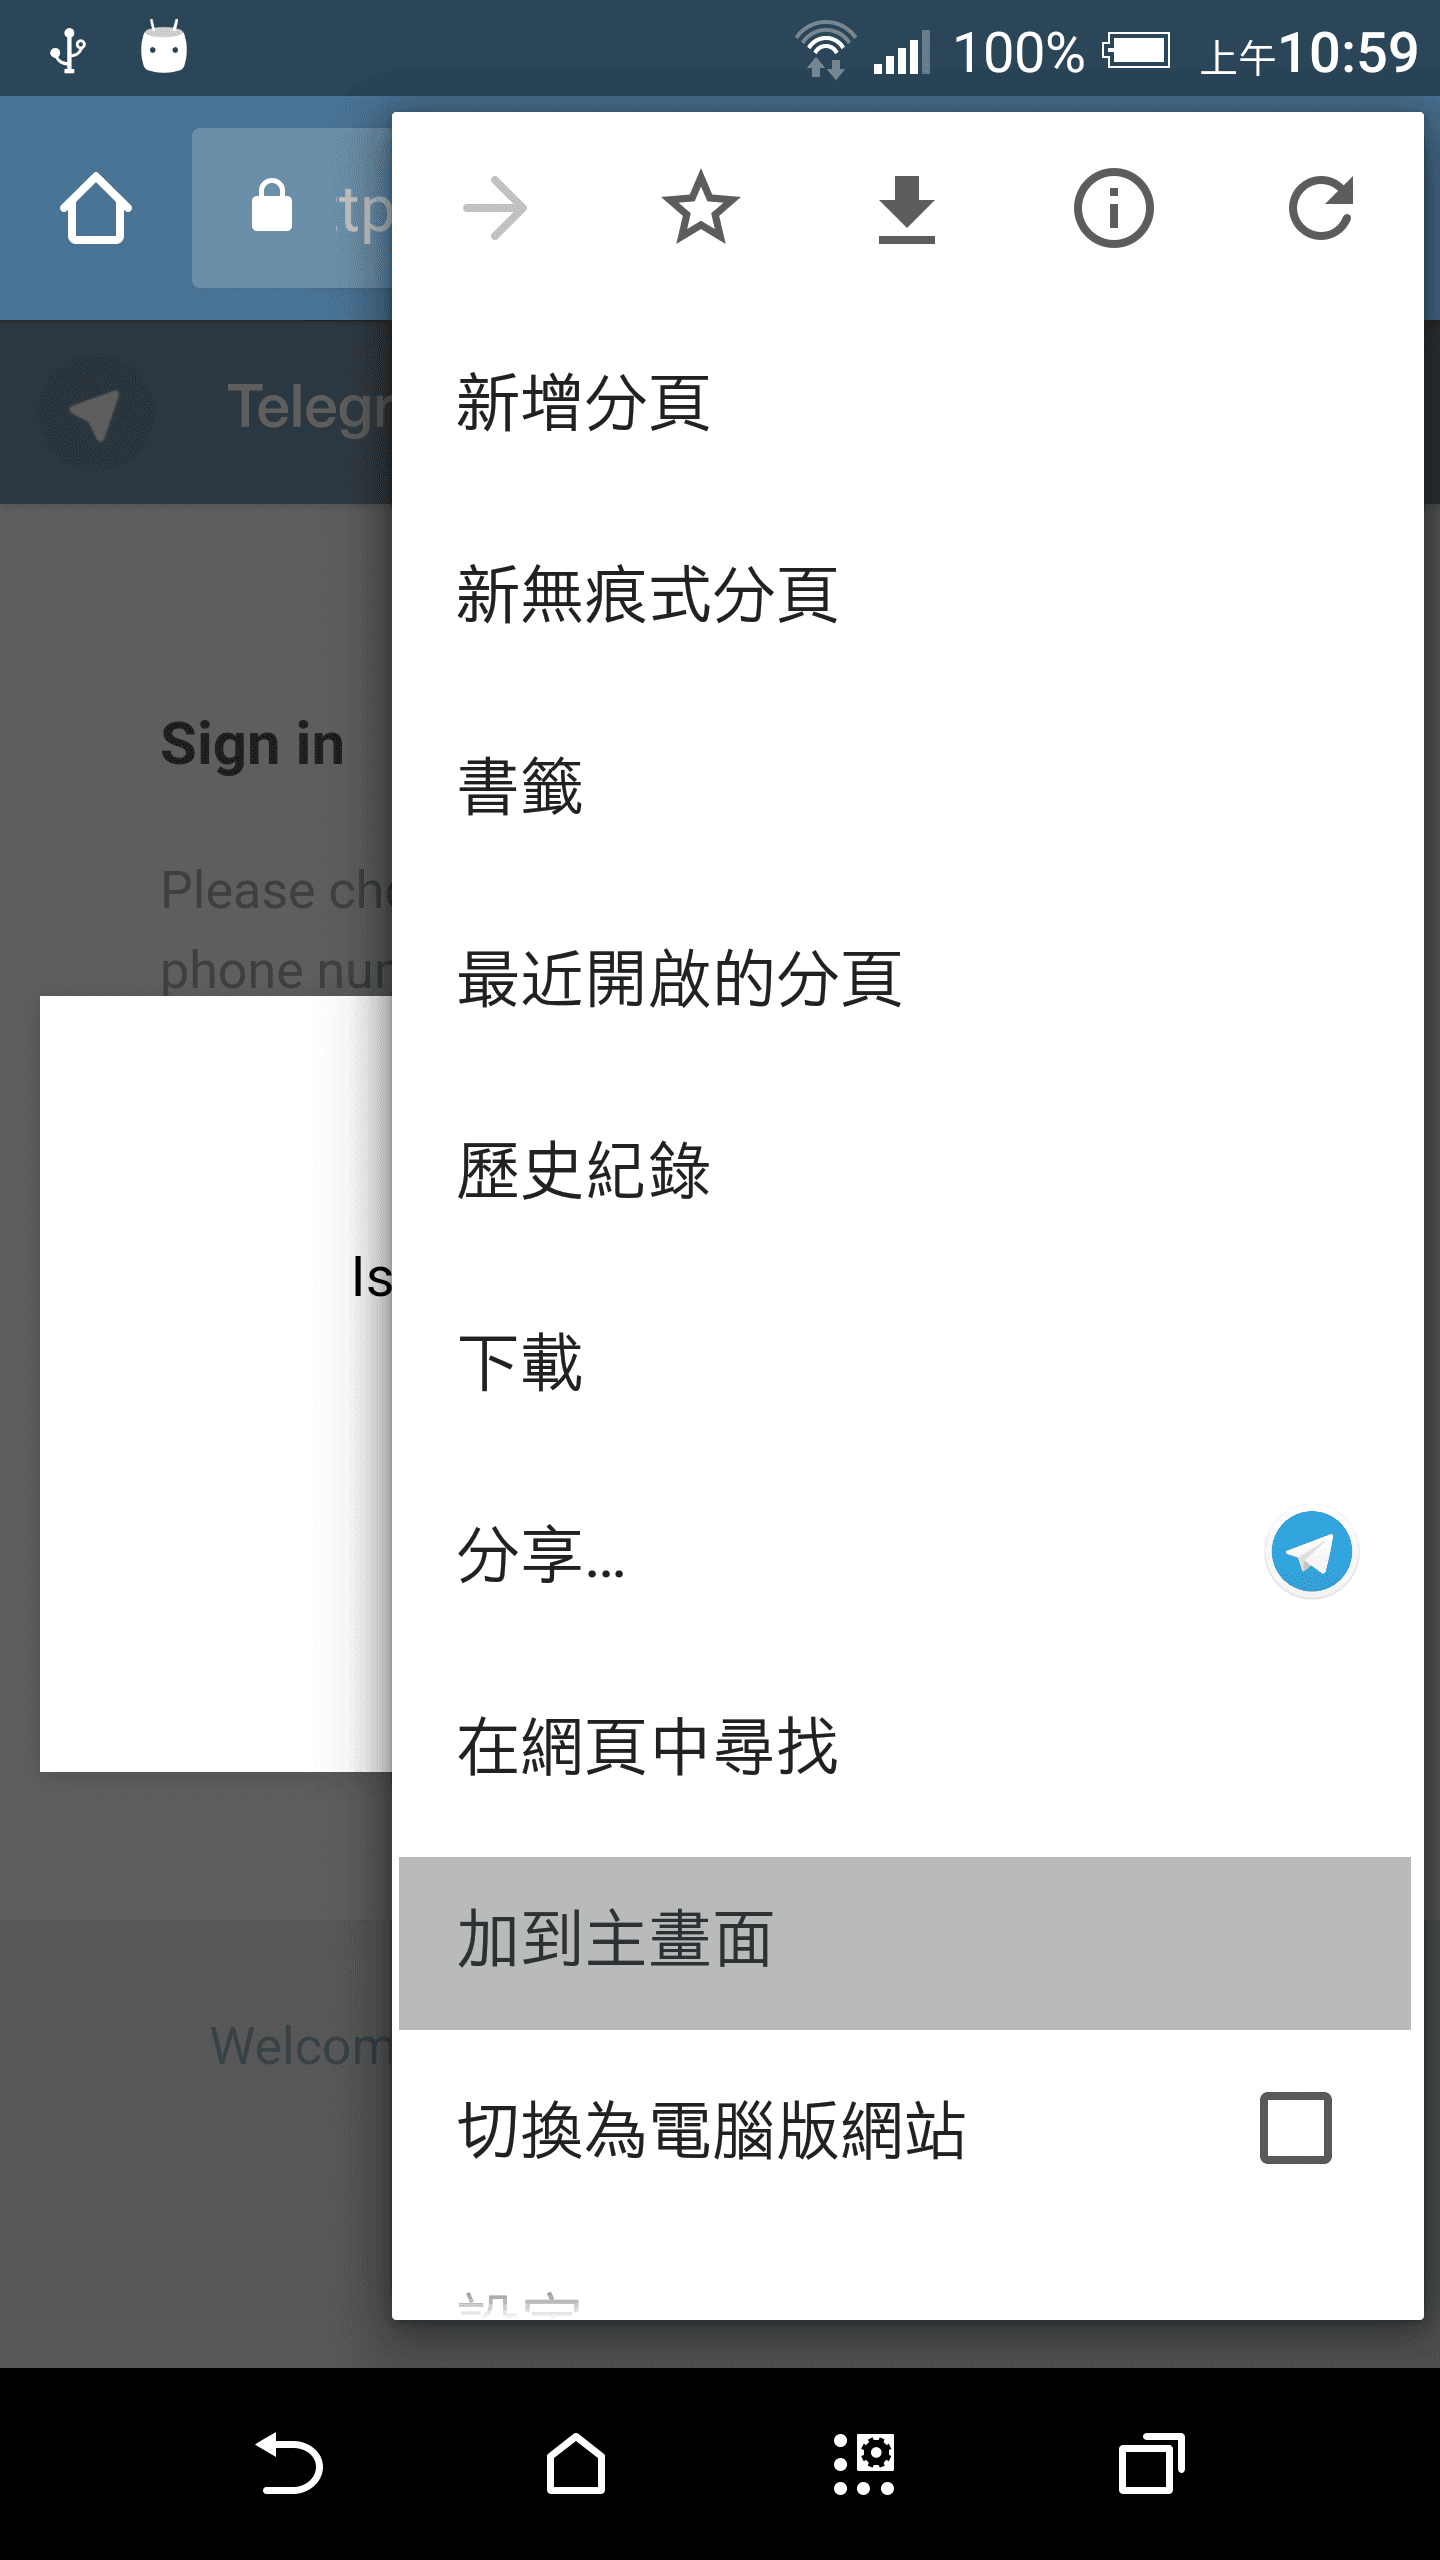 100% 上午10:59
tp
Telegr
新增分頁
新無痕式分頁
Sign in
書籤
Please ch
最近開啟的分頁
phone nu
歷史紀錄
Is
下載
分享...
在網頁中尋找
加到主畫面
Welcom
切換為電腦版網站
設定